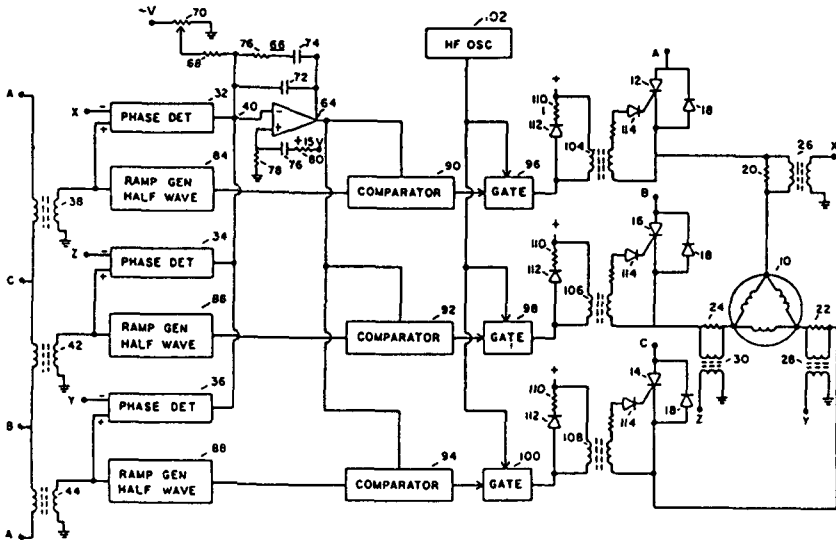 ~V
70
68
76
66
74
72
102
HF OSC
A
12
18
114
A
X
-
+
32
PHASE DET
40
-
+
64
+15V
78
76
80
+
110
1
112
104
26
X
20
84
RAMP GEN
HALF WAVE
90
COMPARATOR
96
GATE
38
B
16
18
114
10
Z
-
+
34
PHASE DET
+
110
112
106
C
86
RAMP GEN
HALF WAVE
92
COMPARATOR
98
GATE
42
24
22
30
28
Z
Y
C
14
18
114
36
PHASE DET
Y
-
+
+
110
112
108
B
88
RAMP GEN
HALF WAVE
94
COMPARATOR
100
GATE
44
A